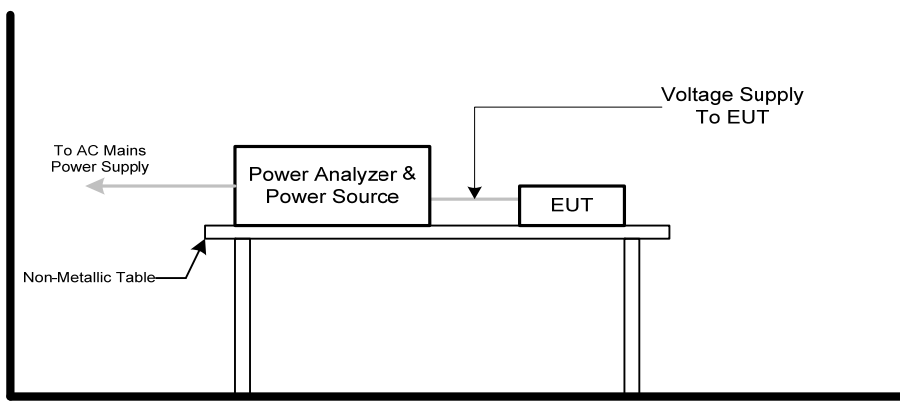 Voltage Supply
To EUT
To AC Mains
Power Supply
Power Analyzer &
Power Source
EUT
Non-Metallic Table